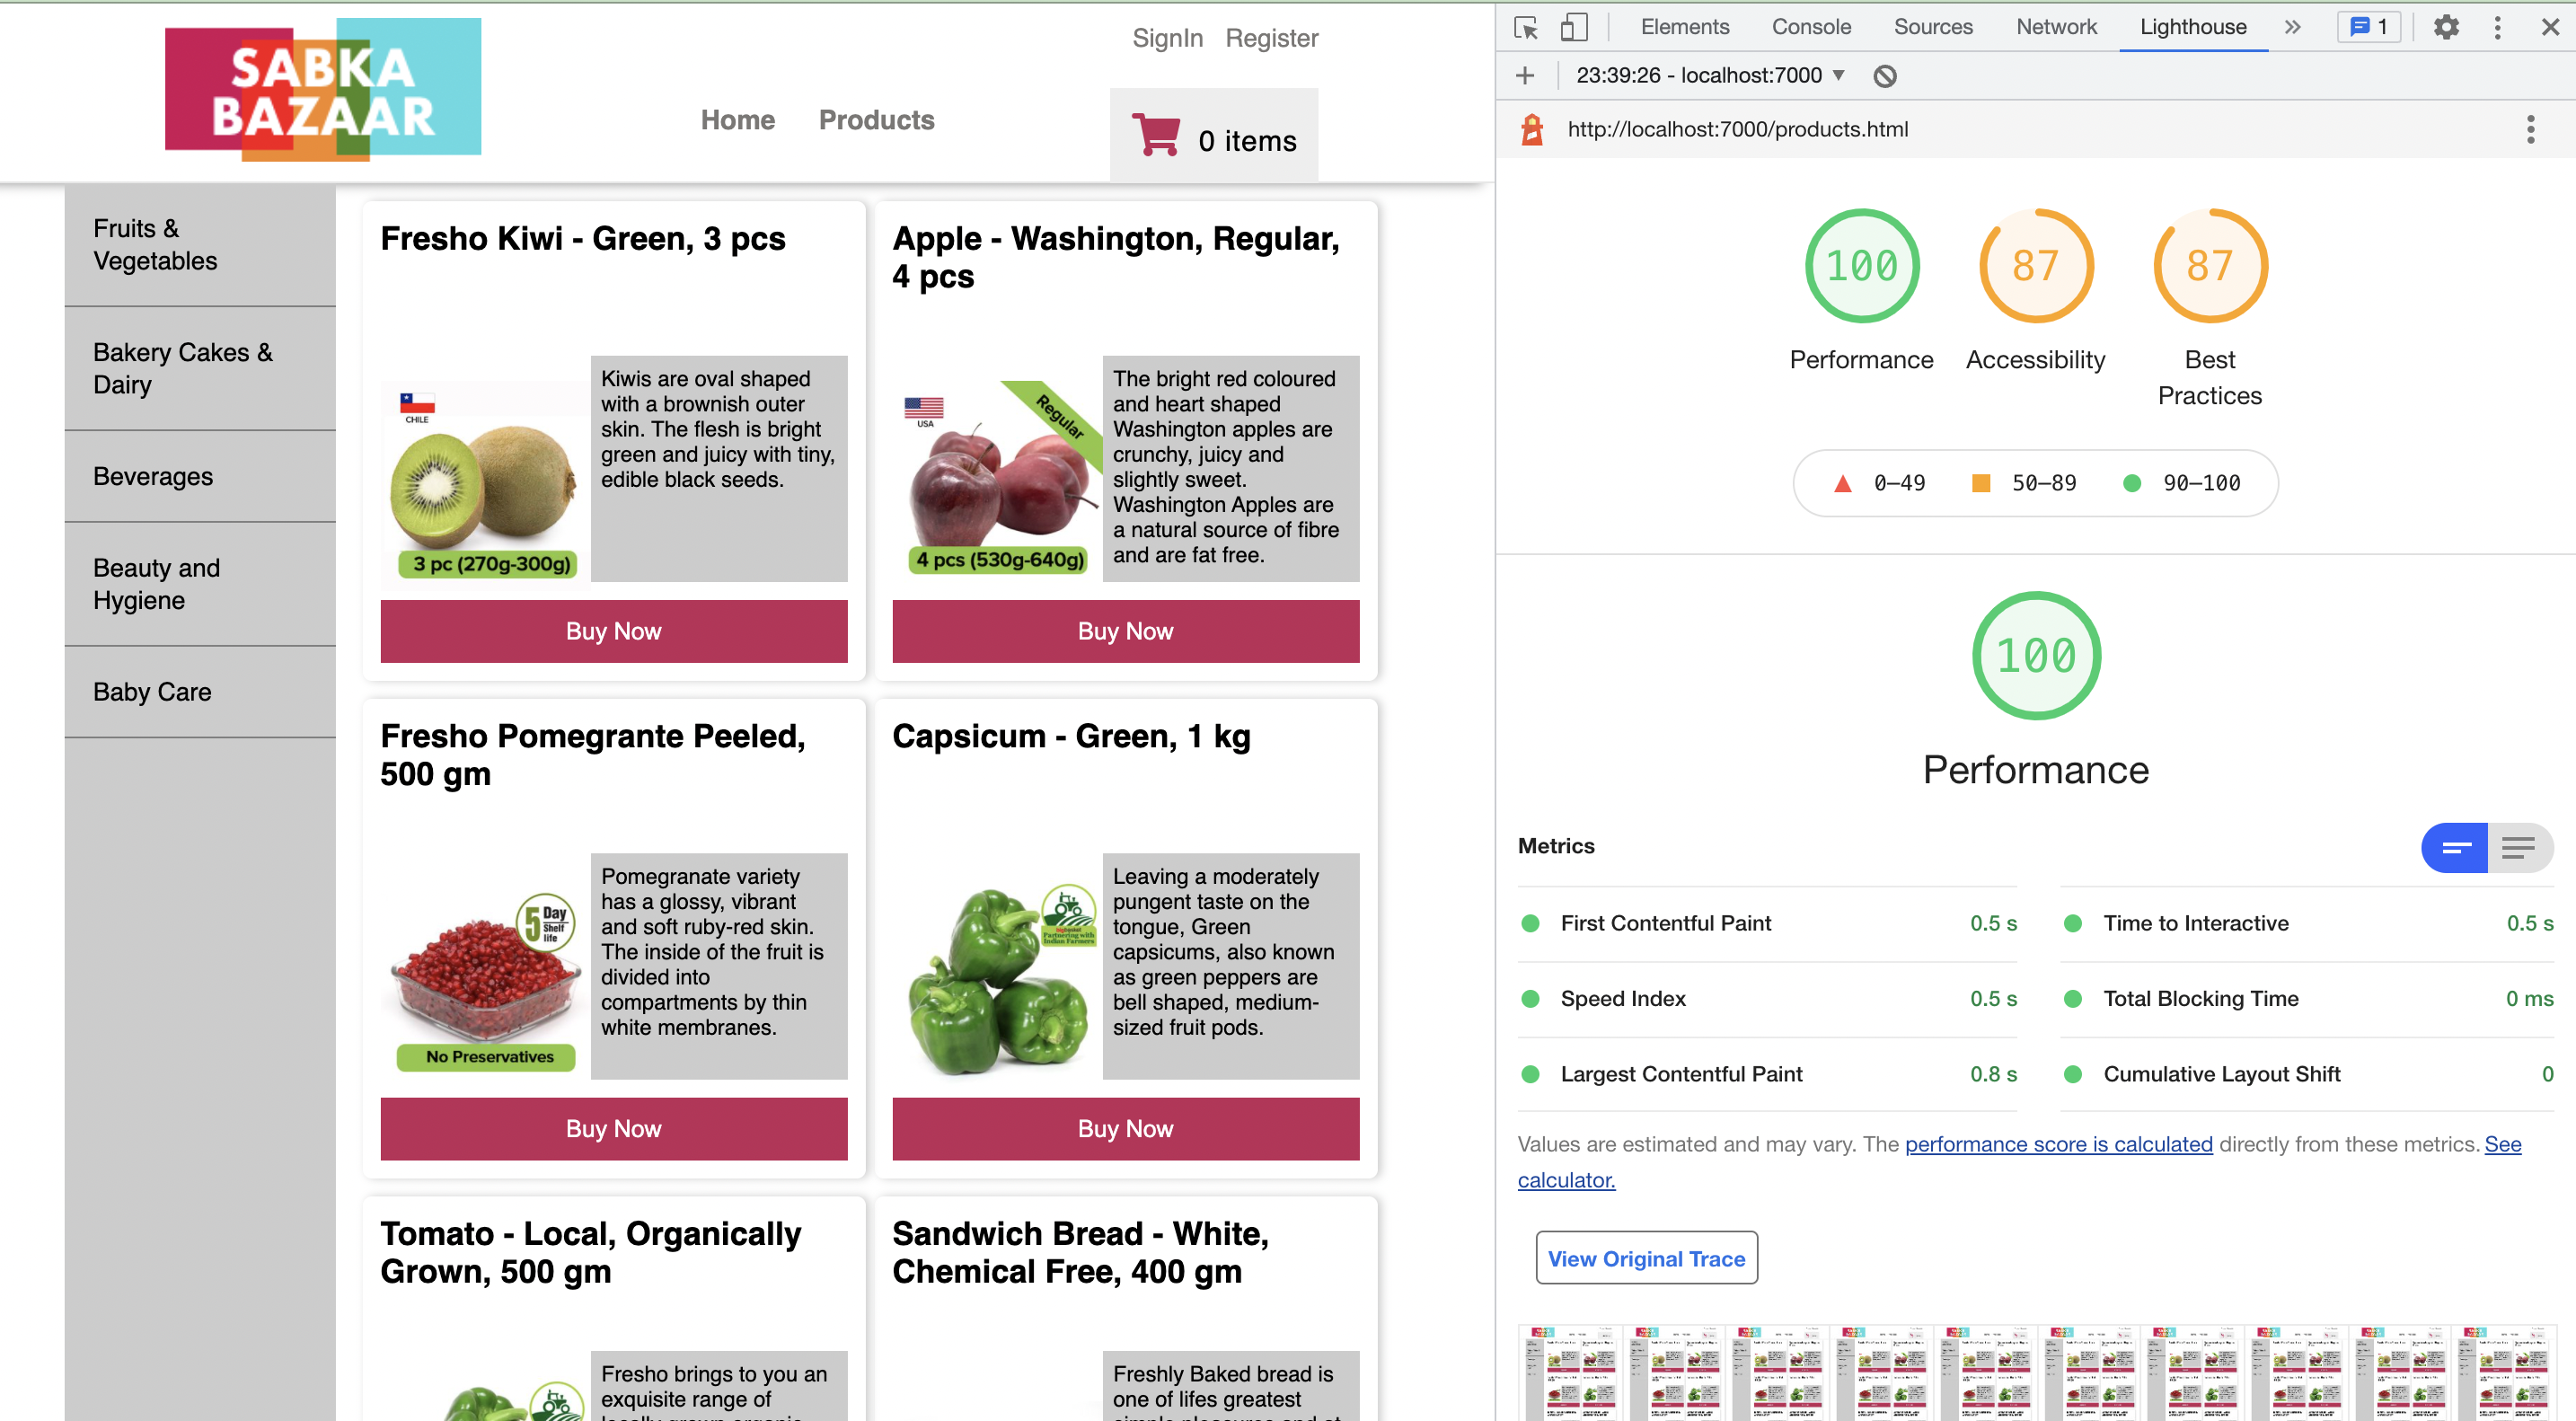 SABKA
BAZAAR
SignIn Register
Home Products
0 items
Fruits &
Vegetables
Bakery Cakes &
Dairy
Beverages
Beauty and
Hygiene
Baby Care
Fresho Kiwi - Green, 3 pcs
CHILE
3 pc (270g-300g)
Kiwis are oval shaped
with a brownish outer
skin. The flesh is bright
green and juicy with tiny,
edible black seeds.
Buy Now
Apple - Washington, Regular,
4 pcs
USA
Regular
4 pcs (530g-640g)
The bright red coloured
and heart shaped
Washington apples are
crunchy, juicy and
slightly sweet.
Washington Apples are
a natural source of fibre
and are fat free.
Buy Now
Fresho Pomegrante Peeled,
500 gm
5 Day
Shelf
life
No Preservatives
Pomegranate variety
has a glossy, vibrant
and soft ruby-red skin.
The inside of the fruit is
divided into
compartments by thin
white membranes.
Buy Now
Capsicum - Green, 1 kg
Partnering with
Indian Farmers
Leaving a moderately
pungent taste on the
tongue, Green
capsicums, also known
as green peppers are
bell shaped, medium-
sized fruit pods.
Buy Now
Tomato - Local, Organically
Grown, 500 gm
Fresho brings to you an
exquisite range of
Sandwich Bread - White,
Chemical Free, 400 gm
Freshly Baked bread is
one of lifes greatest
Elements Console Sources Network Lighthouse 1
23:39:26 - localhost:7000
http://localhost:7000/products.html
100 87 87
Performance Accessibility Best
Practices
0–49 50–89 90–100
100
Performance
Metrics
First Contentful Paint 0.5 s
Time to Interactive 0.5 s
Speed Index 0.5 s
Total Blocking Time 0 ms
Largest Contentful Paint 0.8 s
Cumulative Layout Shift 0
Values are estimated and may vary. The performance score is calculated directly from these metrics. See
calculator.
View Original Trace